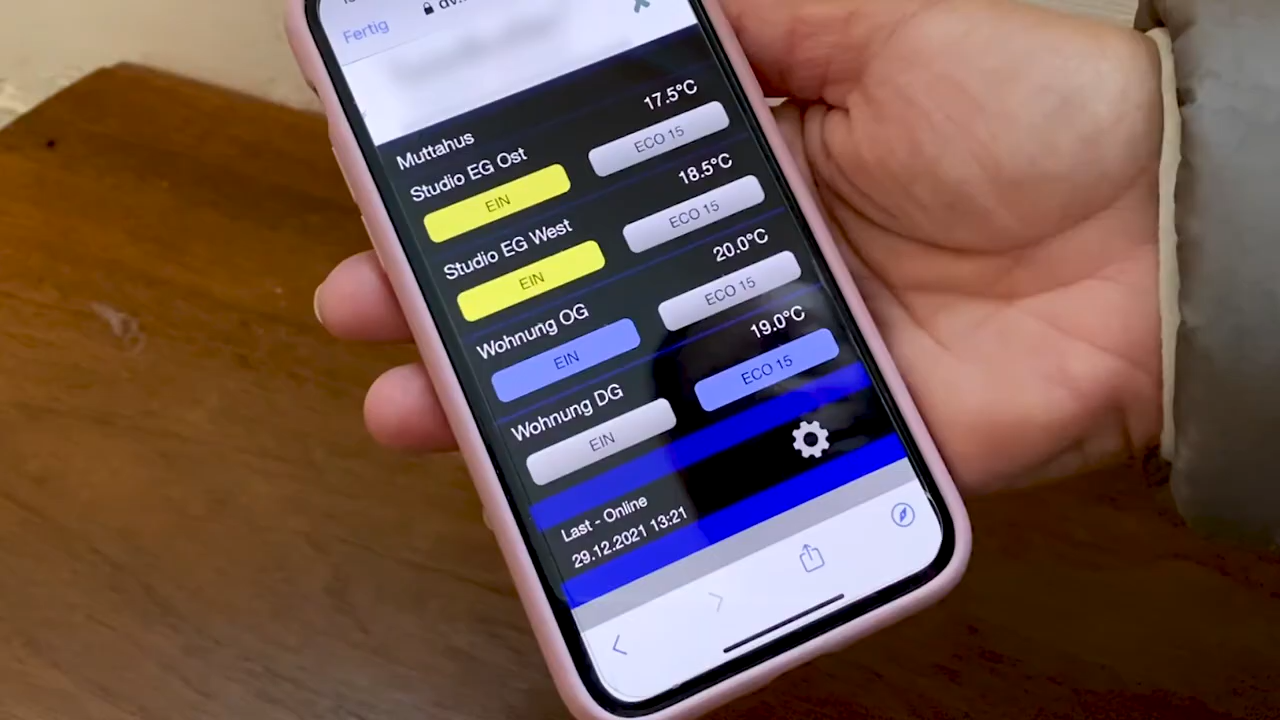 Fertig
Muttahus
17.5°C
Studio EG Ost
EIN
ECO 15
18.5°C
Studio EG West
EIN
ECO 15
20.0°C
Wohnung OG
EIN
ECO 15
19.0°C
Wohnung DG
EIN
ECO 15
Last - Online
29.12.2021 13:21